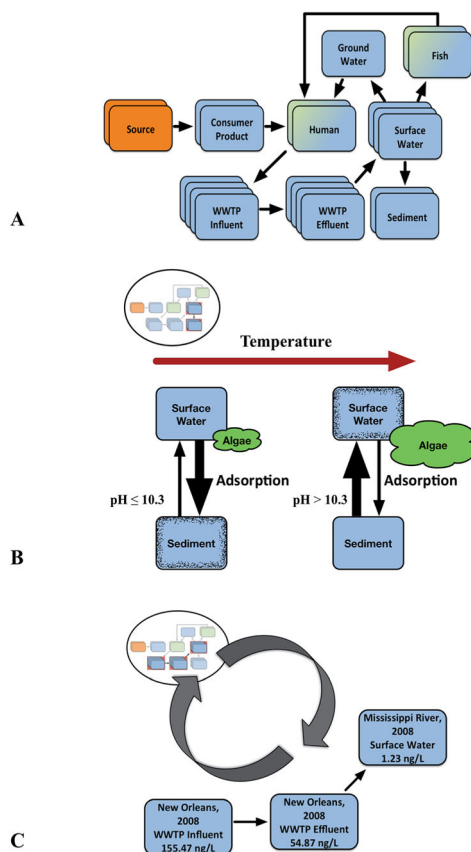 Ground
Water
Fish
Source
Consumer
Product
Human
Surface
Water
WWTP
Influent
WWTP
Effluent
Sediment
A
Temperature
Surface
Water
Algae
Adsorption
pH ≤ 10.3
Sediment
Surface
Water
Algae
Adsorption
pH > 10.3
Sediment
B
Mississippi River,
2008
Surface Water
1.23 ng/L
New Orleans,
2008
WWTP Influent
155.47 ng/L
New Orleans,
2008
WWTP Effluent
54.87 ng/L
C